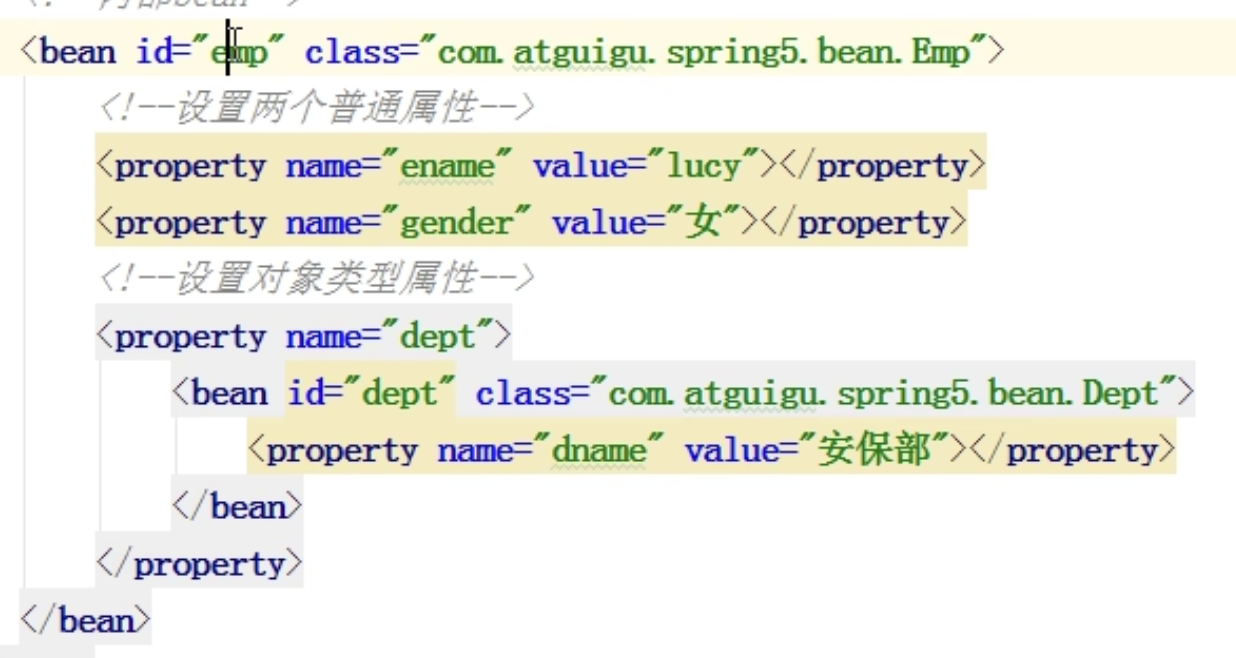 <!--内部bean-->
<bean id="emp" class="com.atguigu.spring5.bean.Emp">
<!--设置两个普通属性-->
<property name="ename" value="lucy"></property>
<property name="gender" value="女"></property>
<!--设置对象类型属性-->
<property name="dept">
<bean id="dept" class="com.atguigu.spring5.bean.Dept">
<property name="dname" value="安保部"></property>
</bean>
</property>
</bean>